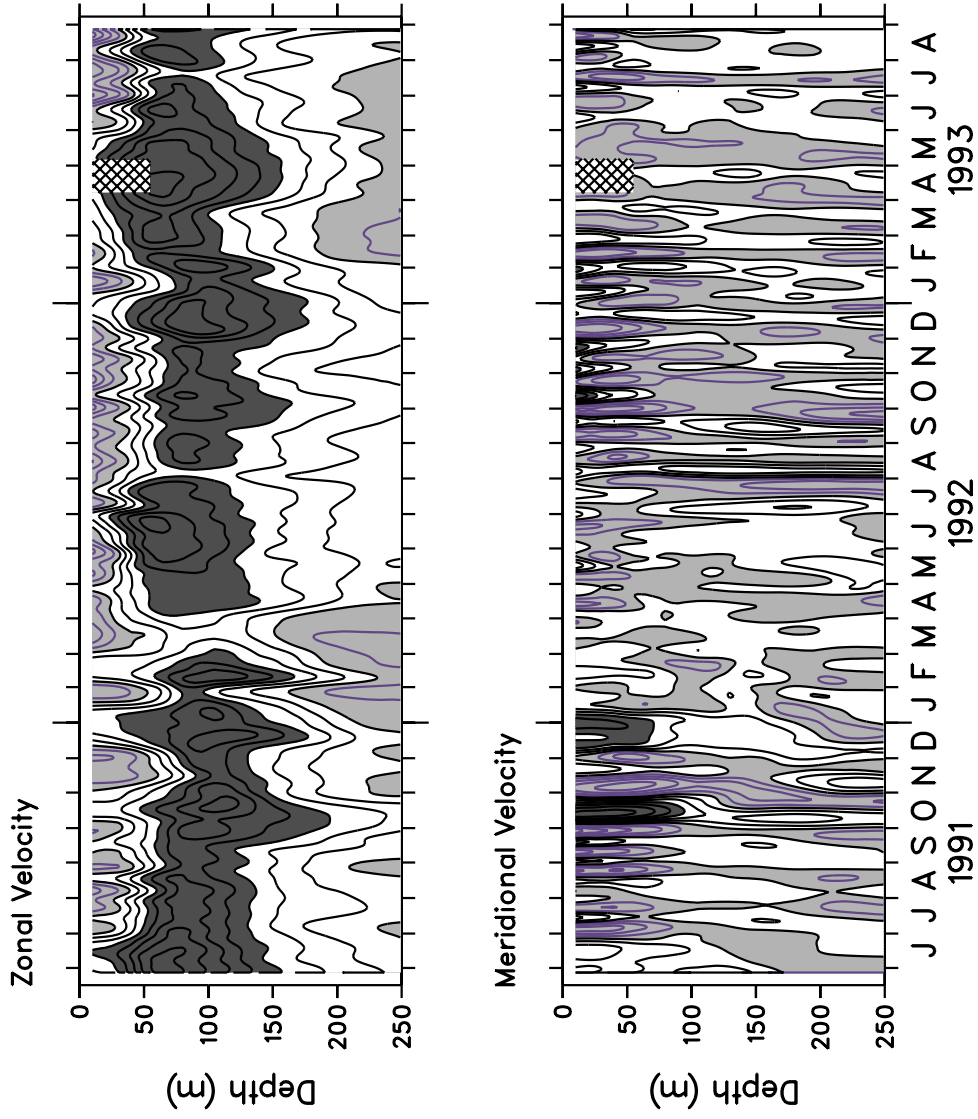 Zonal Velocity
0
50
100
150
200
250
Depth (m)
Meridional Velocity
0
50
100
150
200
250
Depth (m)
J J A S O N D J F M A M J J A S O N D J F M A M J J A
1991 1992 1993